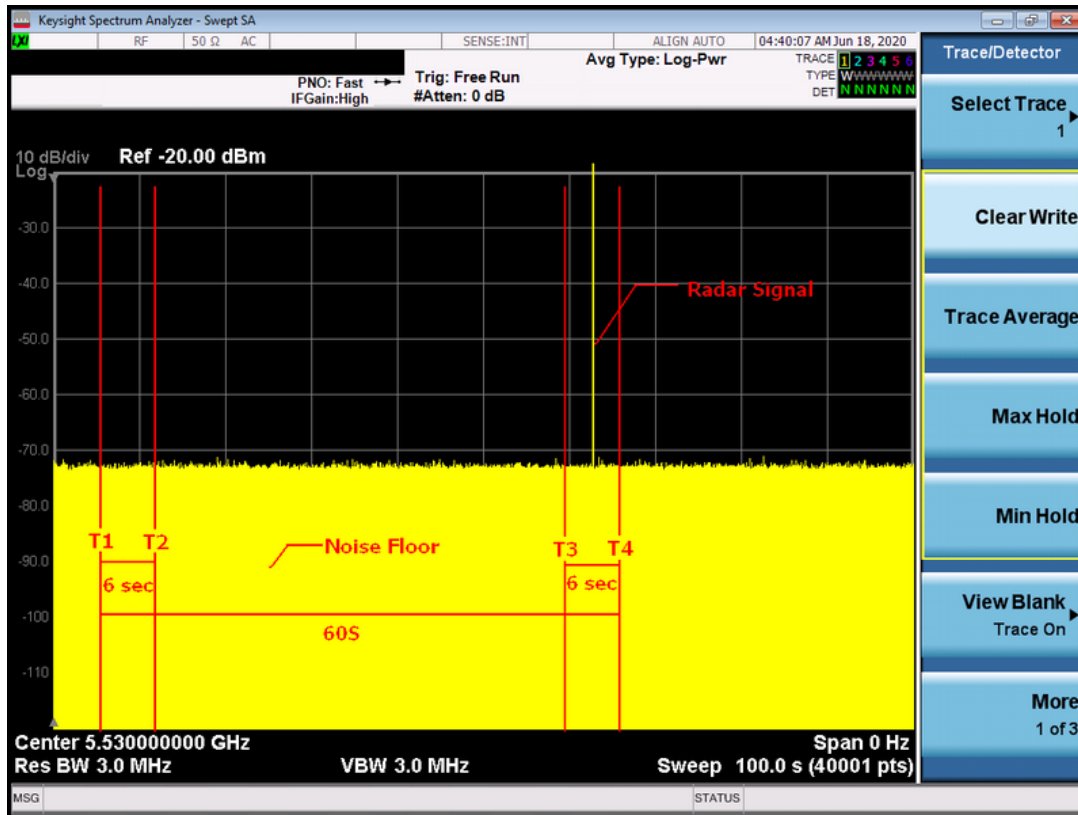 Keysight Spectrum Analyzer - Swept SA
LXI
RF 50 Ω AC SENSE:INT ALIGN AUTO 04:40:07 AM Jun 18, 2020
Avg Type: Log-Pwr
PNO: Fast
IFGain:High
Trig: Free Run
#Atten: 0 dB
TRACE 1 2 3 4 5 6
TYPE WWWWWWW
DET N N N N N N
10 dB/div
Log
Ref -20.00 dBm
-30.0
-40.0
-50.0
-60.0
-70.0
-80.0
-90.0
-100
-110
Radar Signal
T1 T2
Noise Floor
T3 T4
6 sec
6 sec
60S
Center 5.530000000 GHz
Span 0 Hz
Res BW 3.0 MHz
VBW 3.0 MHz
Sweep 100.0 s (40001 pts)
MSG
STATUS
Trace/Detector
Select Trace
1
Clear Write
Trace Average
Max Hold
Min Hold
View Blank
Trace On
More
1 of 3